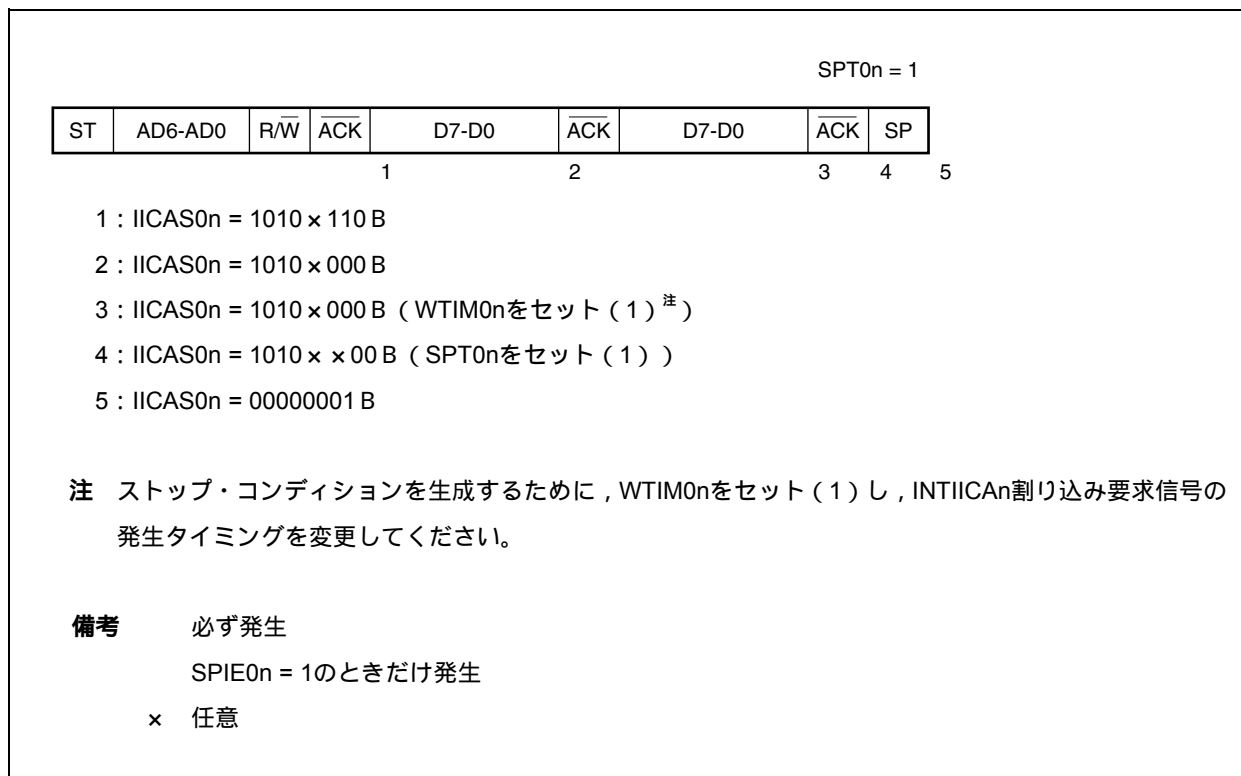 SPT0n = 1
ST AD6-AD0 R/W̅ A̅C̅K̅ D7-D0 A̅C̅K̅ D7-D0 A̅C̅K̅ SP
1 2 3 4 5
1：IICAS0n = 1010×110 B
2：IICAS0n = 1010×000 B
3：IICAS0n = 1010×000 B（WTIM0nをセット（1）注）
4：IICAS0n = 1010××00 B（SPT0nをセット（1））
5：IICAS0n = 00000001 B
注 ストップ・コンディションを生成するために，WTIM0nをセット（1）し，INTIICAn割り込み要求信号の
発生タイミングを変更してください。
備考 必ず発生
SPIE0n = 1のときだけ発生
× 任意